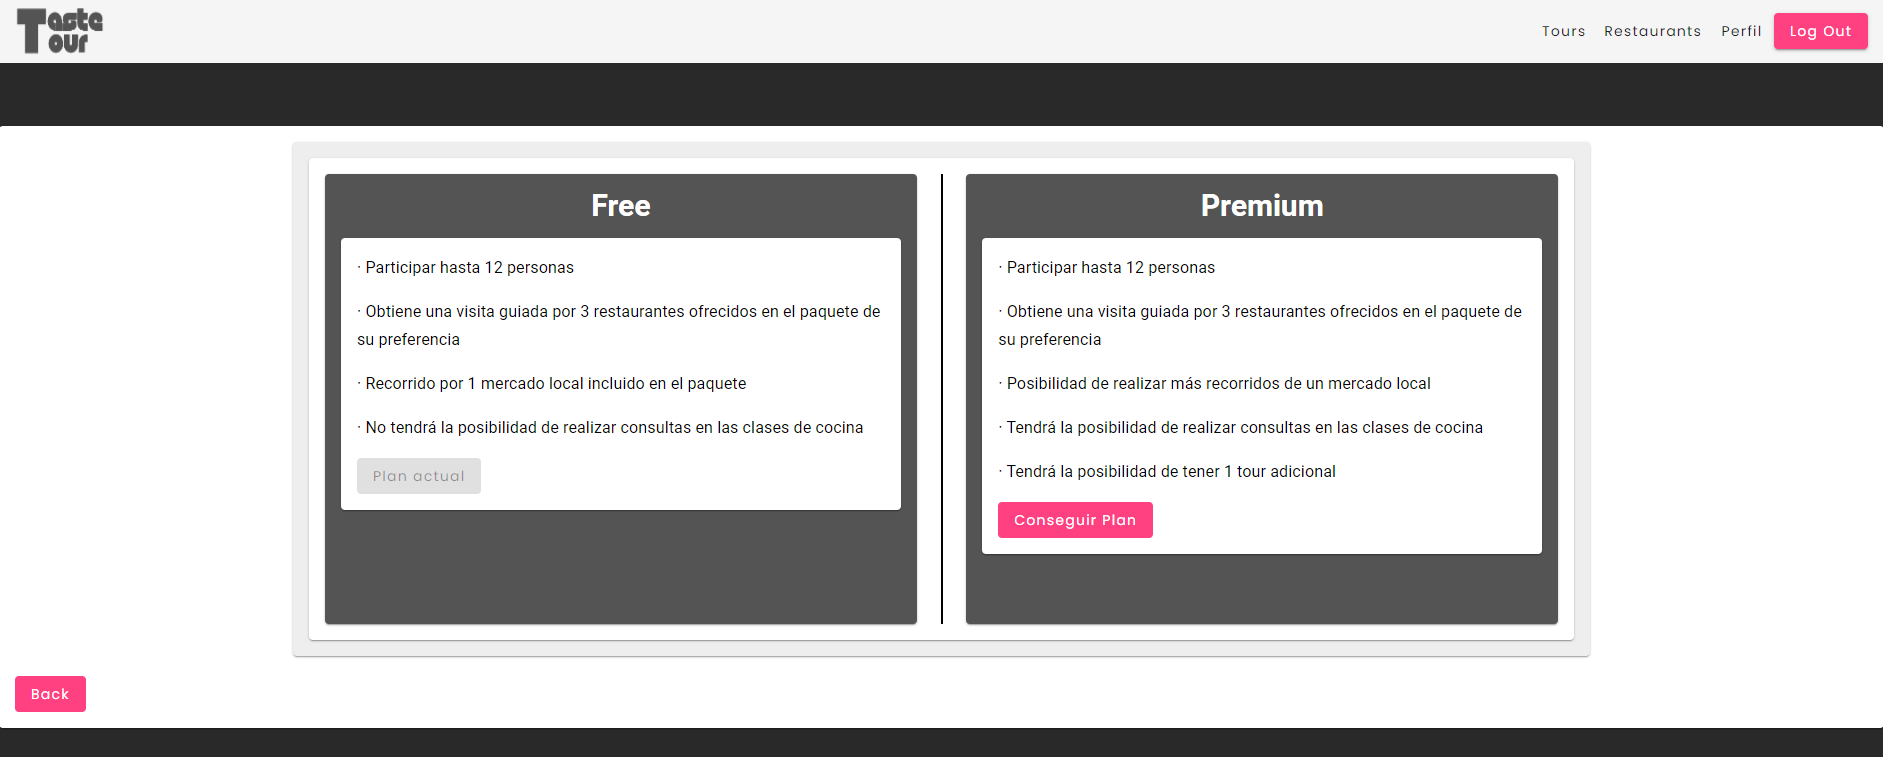 Taste Tour
Tours Restaurants Perfil Log Out
Free
· Participar hasta 12 personas
· Obtiene una visita guiada por 3 restaurantes ofrecidos en el paquete de
su preferencia
· Recorrido por 1 mercado local incluido en el paquete
· No tendrá la posibilidad de realizar consultas en las clases de cocina
Plan actual
Premium
· Participar hasta 12 personas
· Obtiene una visita guiada por 3 restaurantes ofrecidos en el paquete de
su preferencia
· Posibilidad de realizar más recorridos de un mercado local
· Tendrá la posibilidad de realizar consultas en las clases de cocina
· Tendrá la posibilidad de tener 1 tour adicional
Conseguir Plan
Back